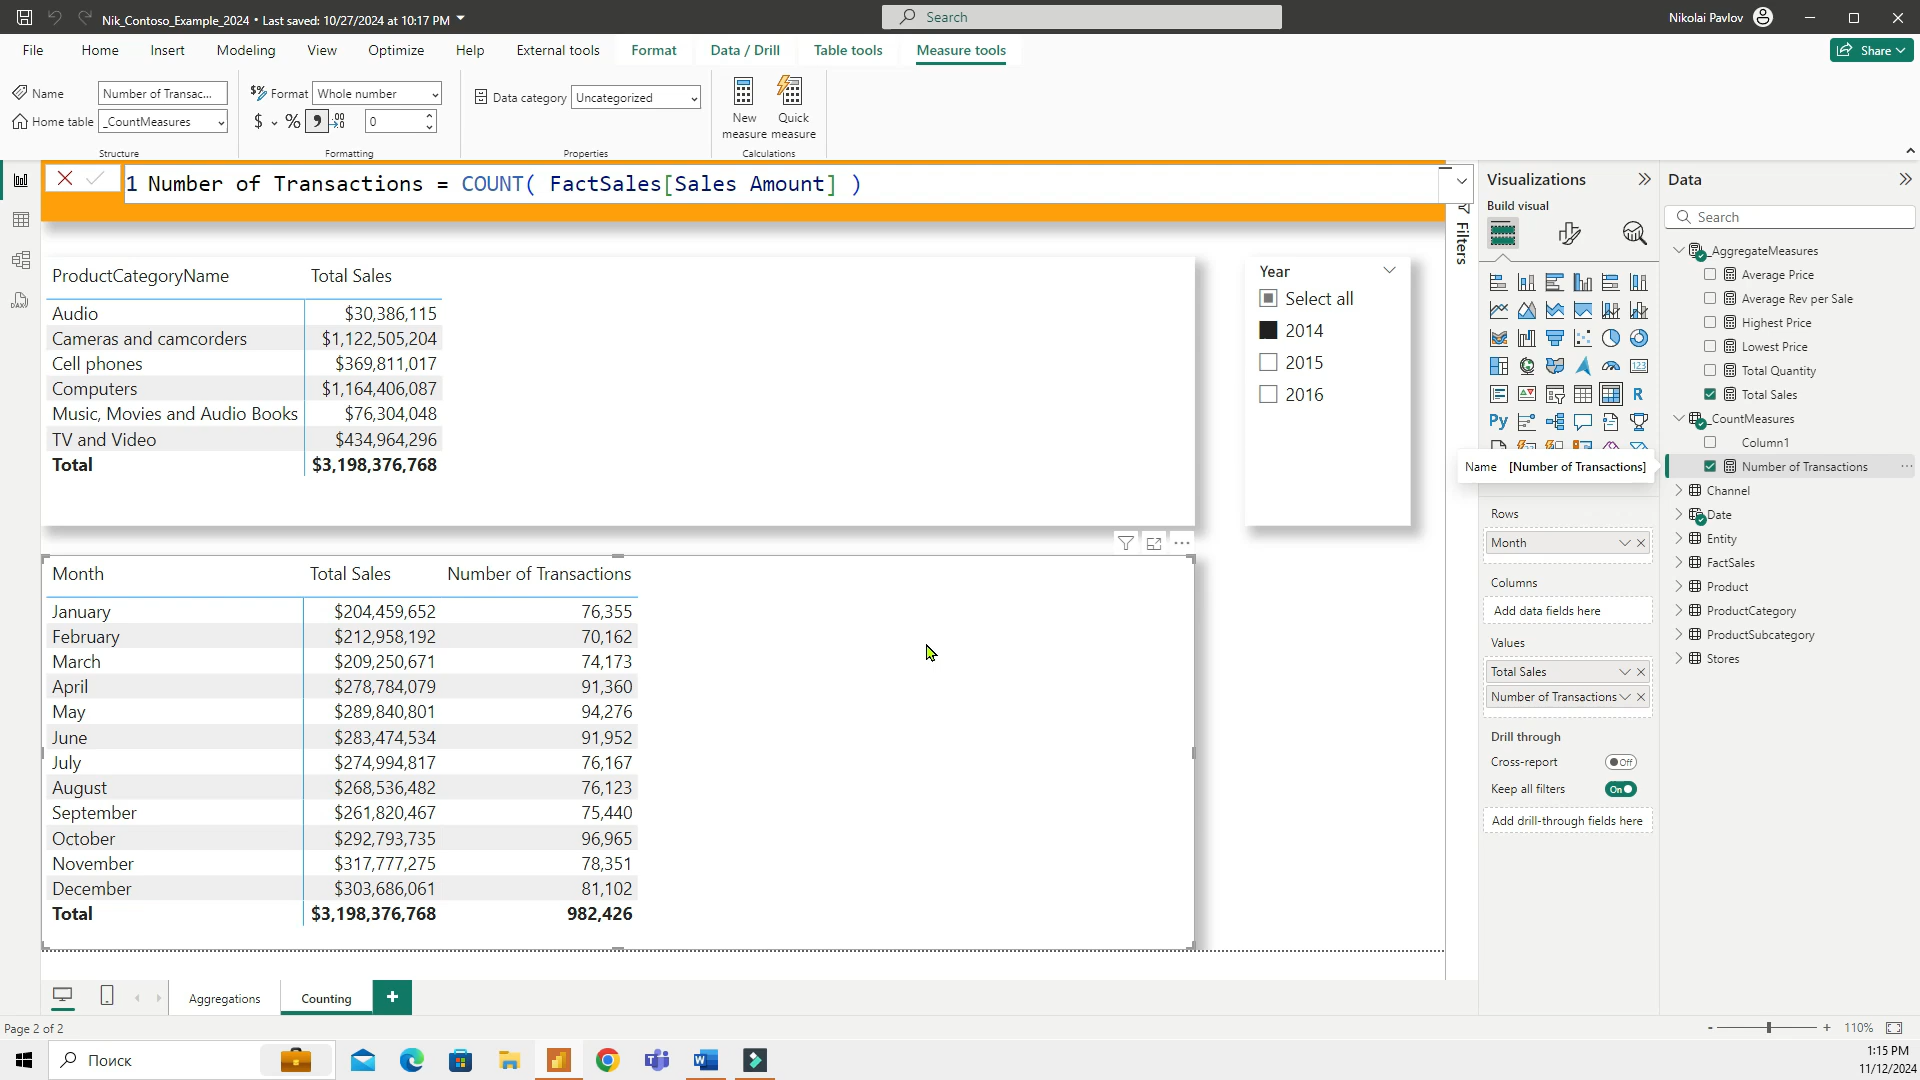 Nik_Contoso_Example_2024 • Last saved: 10/27/2024 at 10:17 PM
Search
Nikolai Pavlov
File
Home
Insert
Modeling
View
Optimize
Help
External tools
Format
Data / Drill
Table tools
Measure tools
Share
Name
Number of Transac...
Home table
_CountMeasures
Structure
Format
Whole number
$
%
0
Formatting
Data category
Uncategorized
Properties
New measure
Quick measure
Calculations
1 Number of Transactions = COUNT( FactSales[Sales Amount] )
Filters
ProductCategoryName Total Sales
Audio $30,386,115
Cameras and camcorders $1,122,505,204
Cell phones $369,811,017
Computers $1,164,406,087
Music, Movies and Audio Books $76,304,048
TV and Video $434,964,296
Total $3,198,376,768
Year
Select all
2014
2015
2016
Month Total Sales Number of Transactions
January $204,459,652 76,355
February $212,958,192 70,162
March $209,250,671 74,173
April $278,784,079 91,360
May $289,840,801 94,276
June $283,474,534 91,952
July $274,994,817 76,167
August $268,536,482 76,123
September $261,820,467 75,440
October $292,793,735 96,965
November $317,777,275 78,351
December $303,686,061 81,102
Total $3,198,376,768 982,426
Visualizations
Build visual
R
Py
123
Name [Number of Transactions]
Rows
Month
Columns
Add data fields here
Values
Total Sales
Number of Transactions
Drill through
Cross-report
Off
Keep all filters
On
Add drill-through fields here
Data
Search
_AggregateMeasures
Average Price
Average Rev per Sale
Highest Price
Lowest Price
Total Quantity
Total Sales
_CountMeasures
Column1
Number of Transactions
Channel
Date
Entity
FactSales
Product
ProductCategory
ProductSubcategory
Stores
Aggregations
Counting
Page 2 of 2
110%
Поиск
1:15 PM
11/12/2024